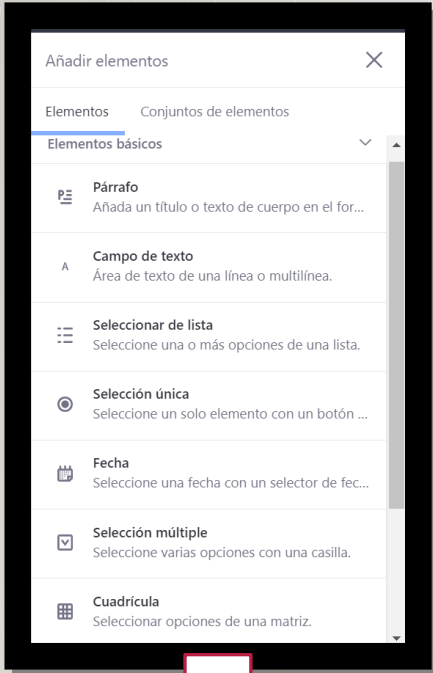 Añadir elementos
Elementos Conjuntos de elementos
Elementos básicos
Párrafo
Añada un título o texto de cuerpo en el for...
A Campo de texto
Área de texto de una línea o multilínea.
Seleccionar de lista
Seleccione una o más opciones de una lista.
Selección única
Seleccione un solo elemento con un botón ...
Fecha
Seleccione una fecha con un selector de fec...
Selección múltiple
Seleccione varias opciones con una casilla.
Cuadrícula
Seleccionar opciones de una matriz.